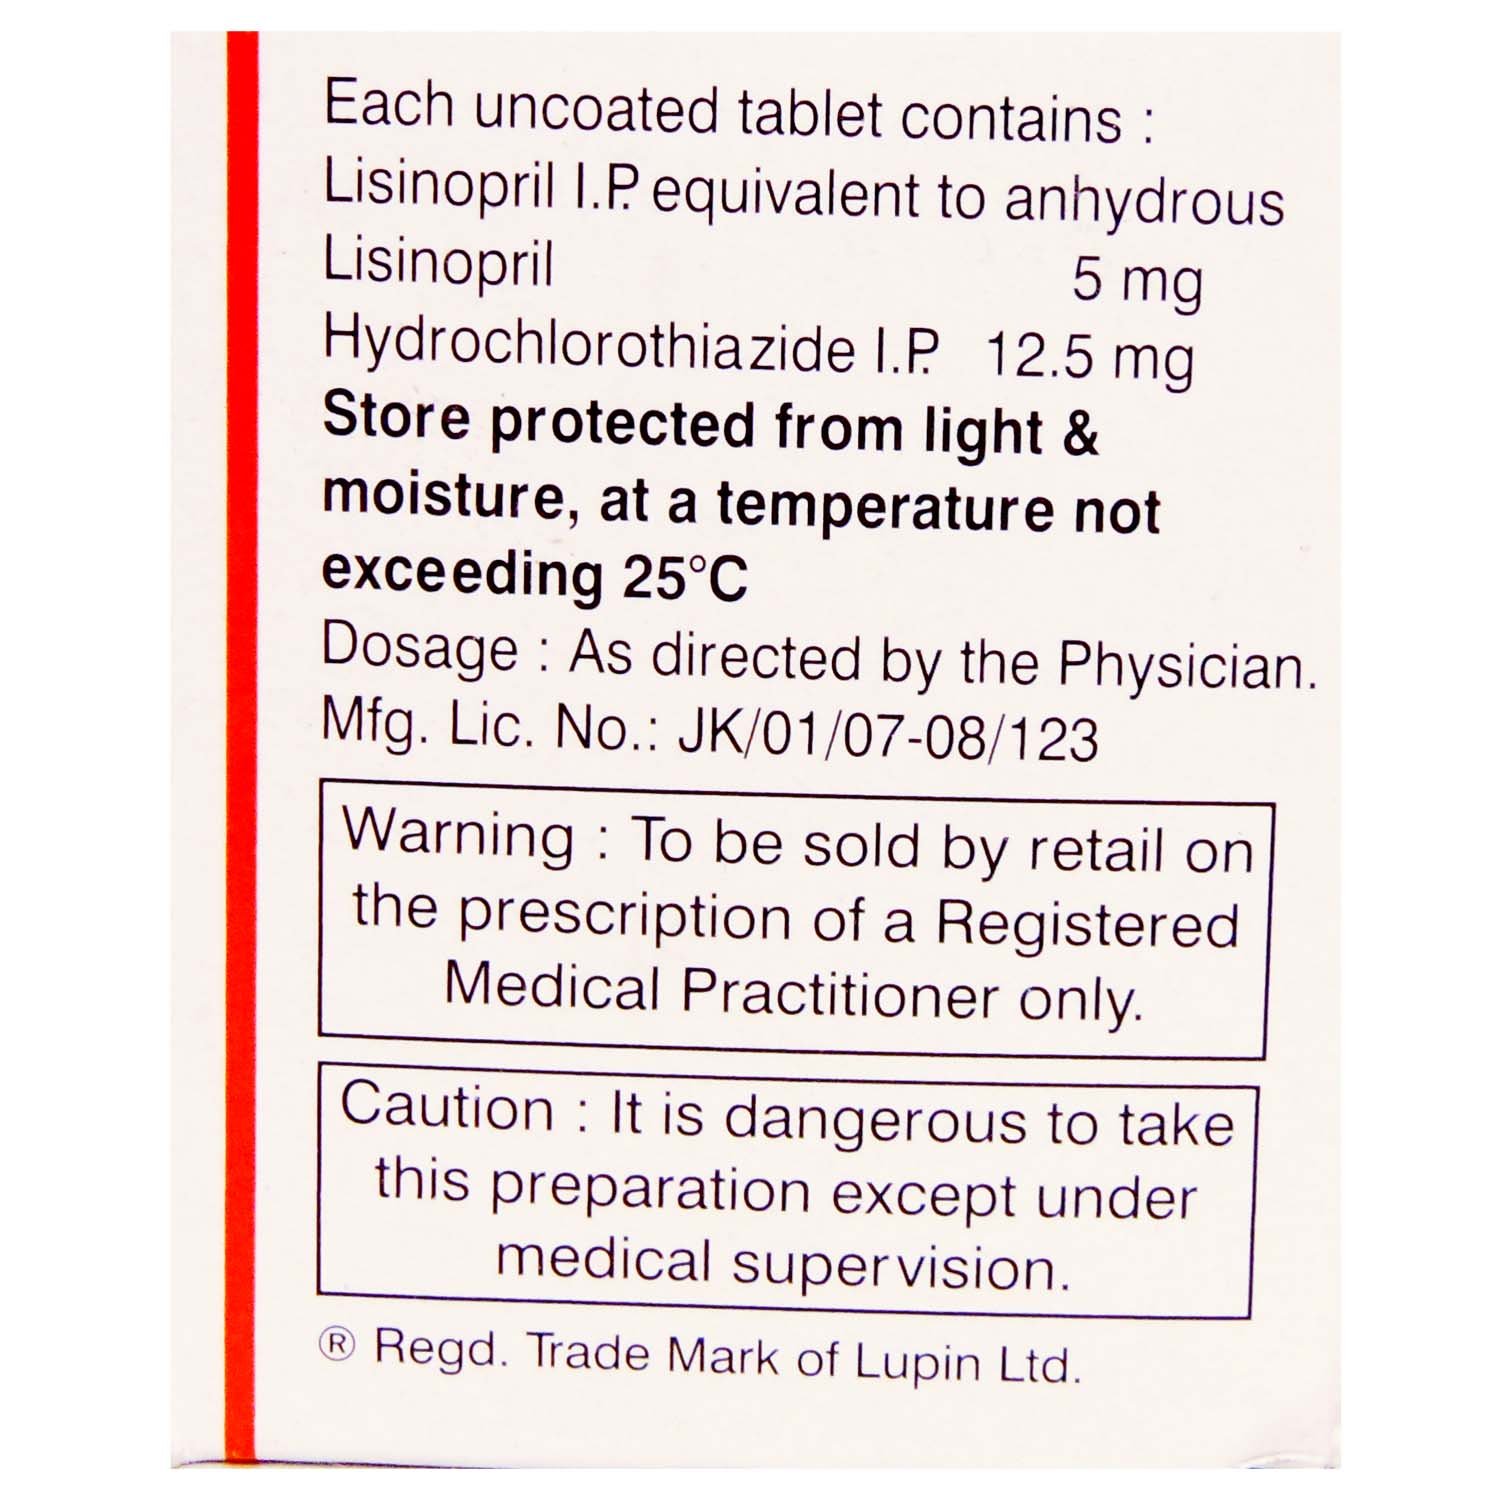 Each uncoated tablet contains :
Lisinopril I.P. equivalent to anhydrous
Lisinopril 5 mg
Hydrochlorothiazide I.P. 12.5 mg
Store protected from light &
moisture, at a temperature not
exceeding 25°C
Dosage : As directed by the Physician.
Mfg. Lic. No.: JK/01/07-08/123
Warning : To be sold by retail on
the prescription of a Registered
Medical Practitioner only.
Caution : It is dangerous to take
this preparation except under
medical supervision.
® Regd. Trade Mark of Lupin Ltd.